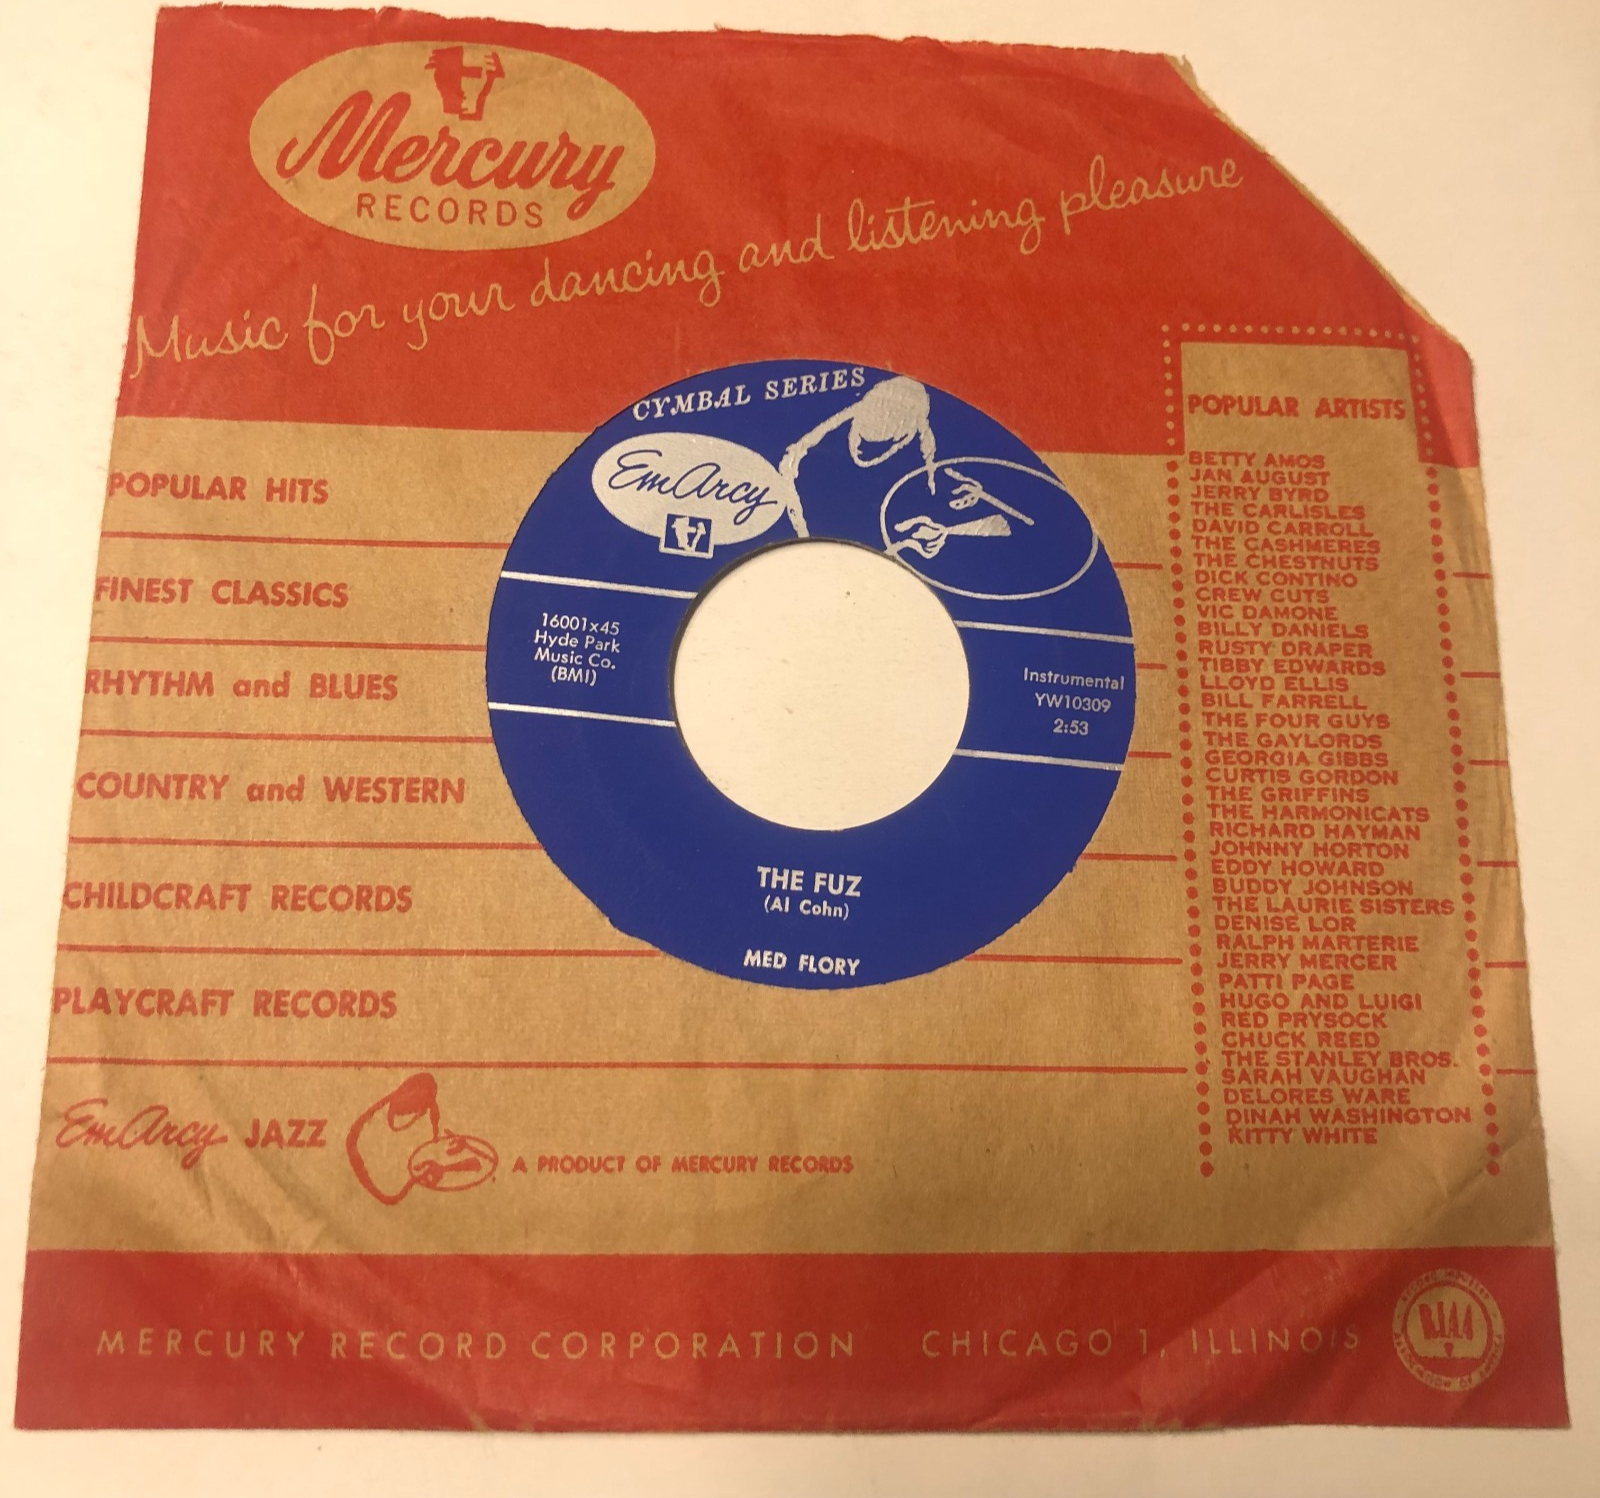 Mercury
RECORDS
Music for your dancing and listening pleasure
POPULAR HITS
FINEST CLASSICS
RHYTHM and BLUES
COUNTRY and WESTERN
CHILDCRAFT RECORDS
PLAYCRAFT RECORDS
EmArcy JAZZ
A PRODUCT OF MERCURY RECORDS
CYMBAL SERIES
EmArcy
16001x45
Hyde Park
Music Co.
(BMI)
Instrumental
YW10309
2:53
THE FUZ
(Al Cohn)
MED FLORY
POPULAR ARTISTS
BETTY AMOS
JAN AUGUST
JERRY BYRD
THE CARLISLES
DAVID CARROLL
THE CASHMERES
THE CHESTNUTS
DICK CONTINO
CREW CUTS
VIC DAMONE
BILLY DANIELS
RUSTY DRAPER
TIBBY EDWARDS
LLOYD ELLIS
BILL FARRELL
THE FOUR GUYS
THE GAYLORDS
GEORGIA GIBBS
CURTIS GORDON
THE GRIFFINS
THE HARMONICATS
RICHARD HAYMAN
JOHNNY HORTON
EDDY HOWARD
BUDDY JOHNSON
THE LAURIE SISTERS
DENISE LOR
RALPH MARTERIE
JERRY MERCER
PATTI PAGE
HUGO AND LUIGI
RED PRYSOCK
CHUCK REED
THE STANLEY BROS.
SARAH VAUGHAN
DELORES WARE
DINAH WASHINGTON
KITTY WHITE
MERCURY RECORD CORPORATION CHICAGO 1, ILLINOIS
RIAA